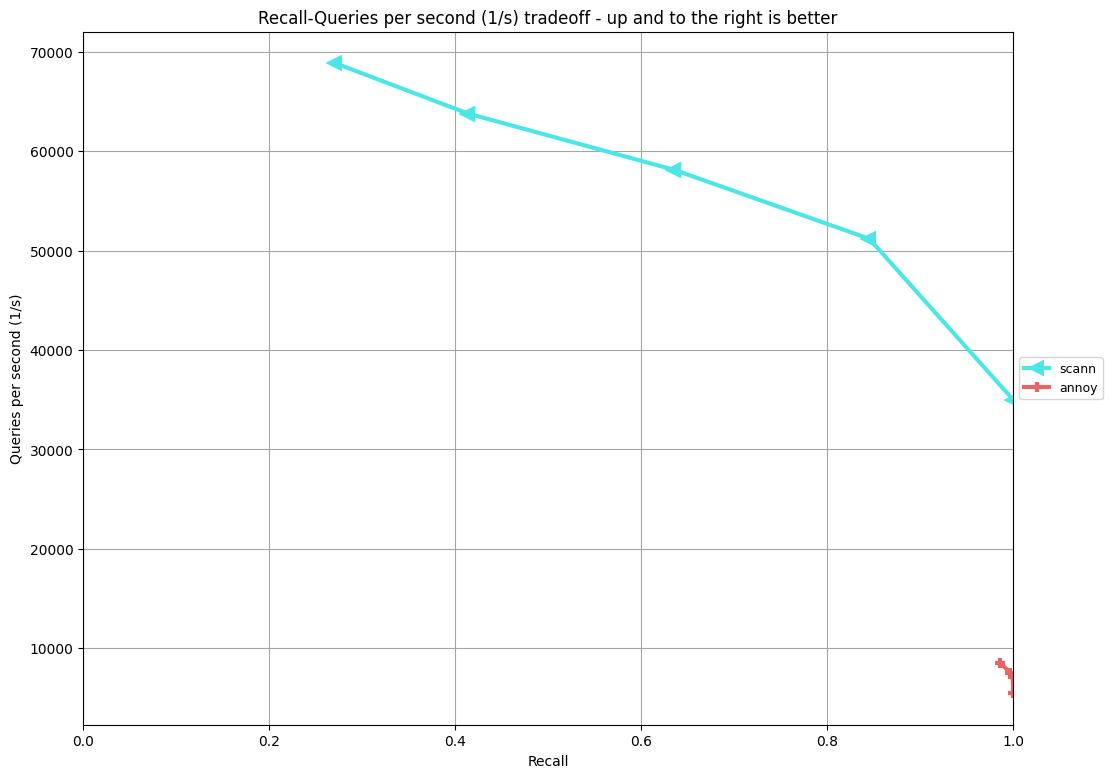 Recall-Queries per second (1/s) tradeoff - up and to the right is better
70000
60000
50000
40000
30000
20000
10000
Queries per second (1/s)
0.0 0.2 0.4 0.6 0.8 1.0
Recall
scann
annoy